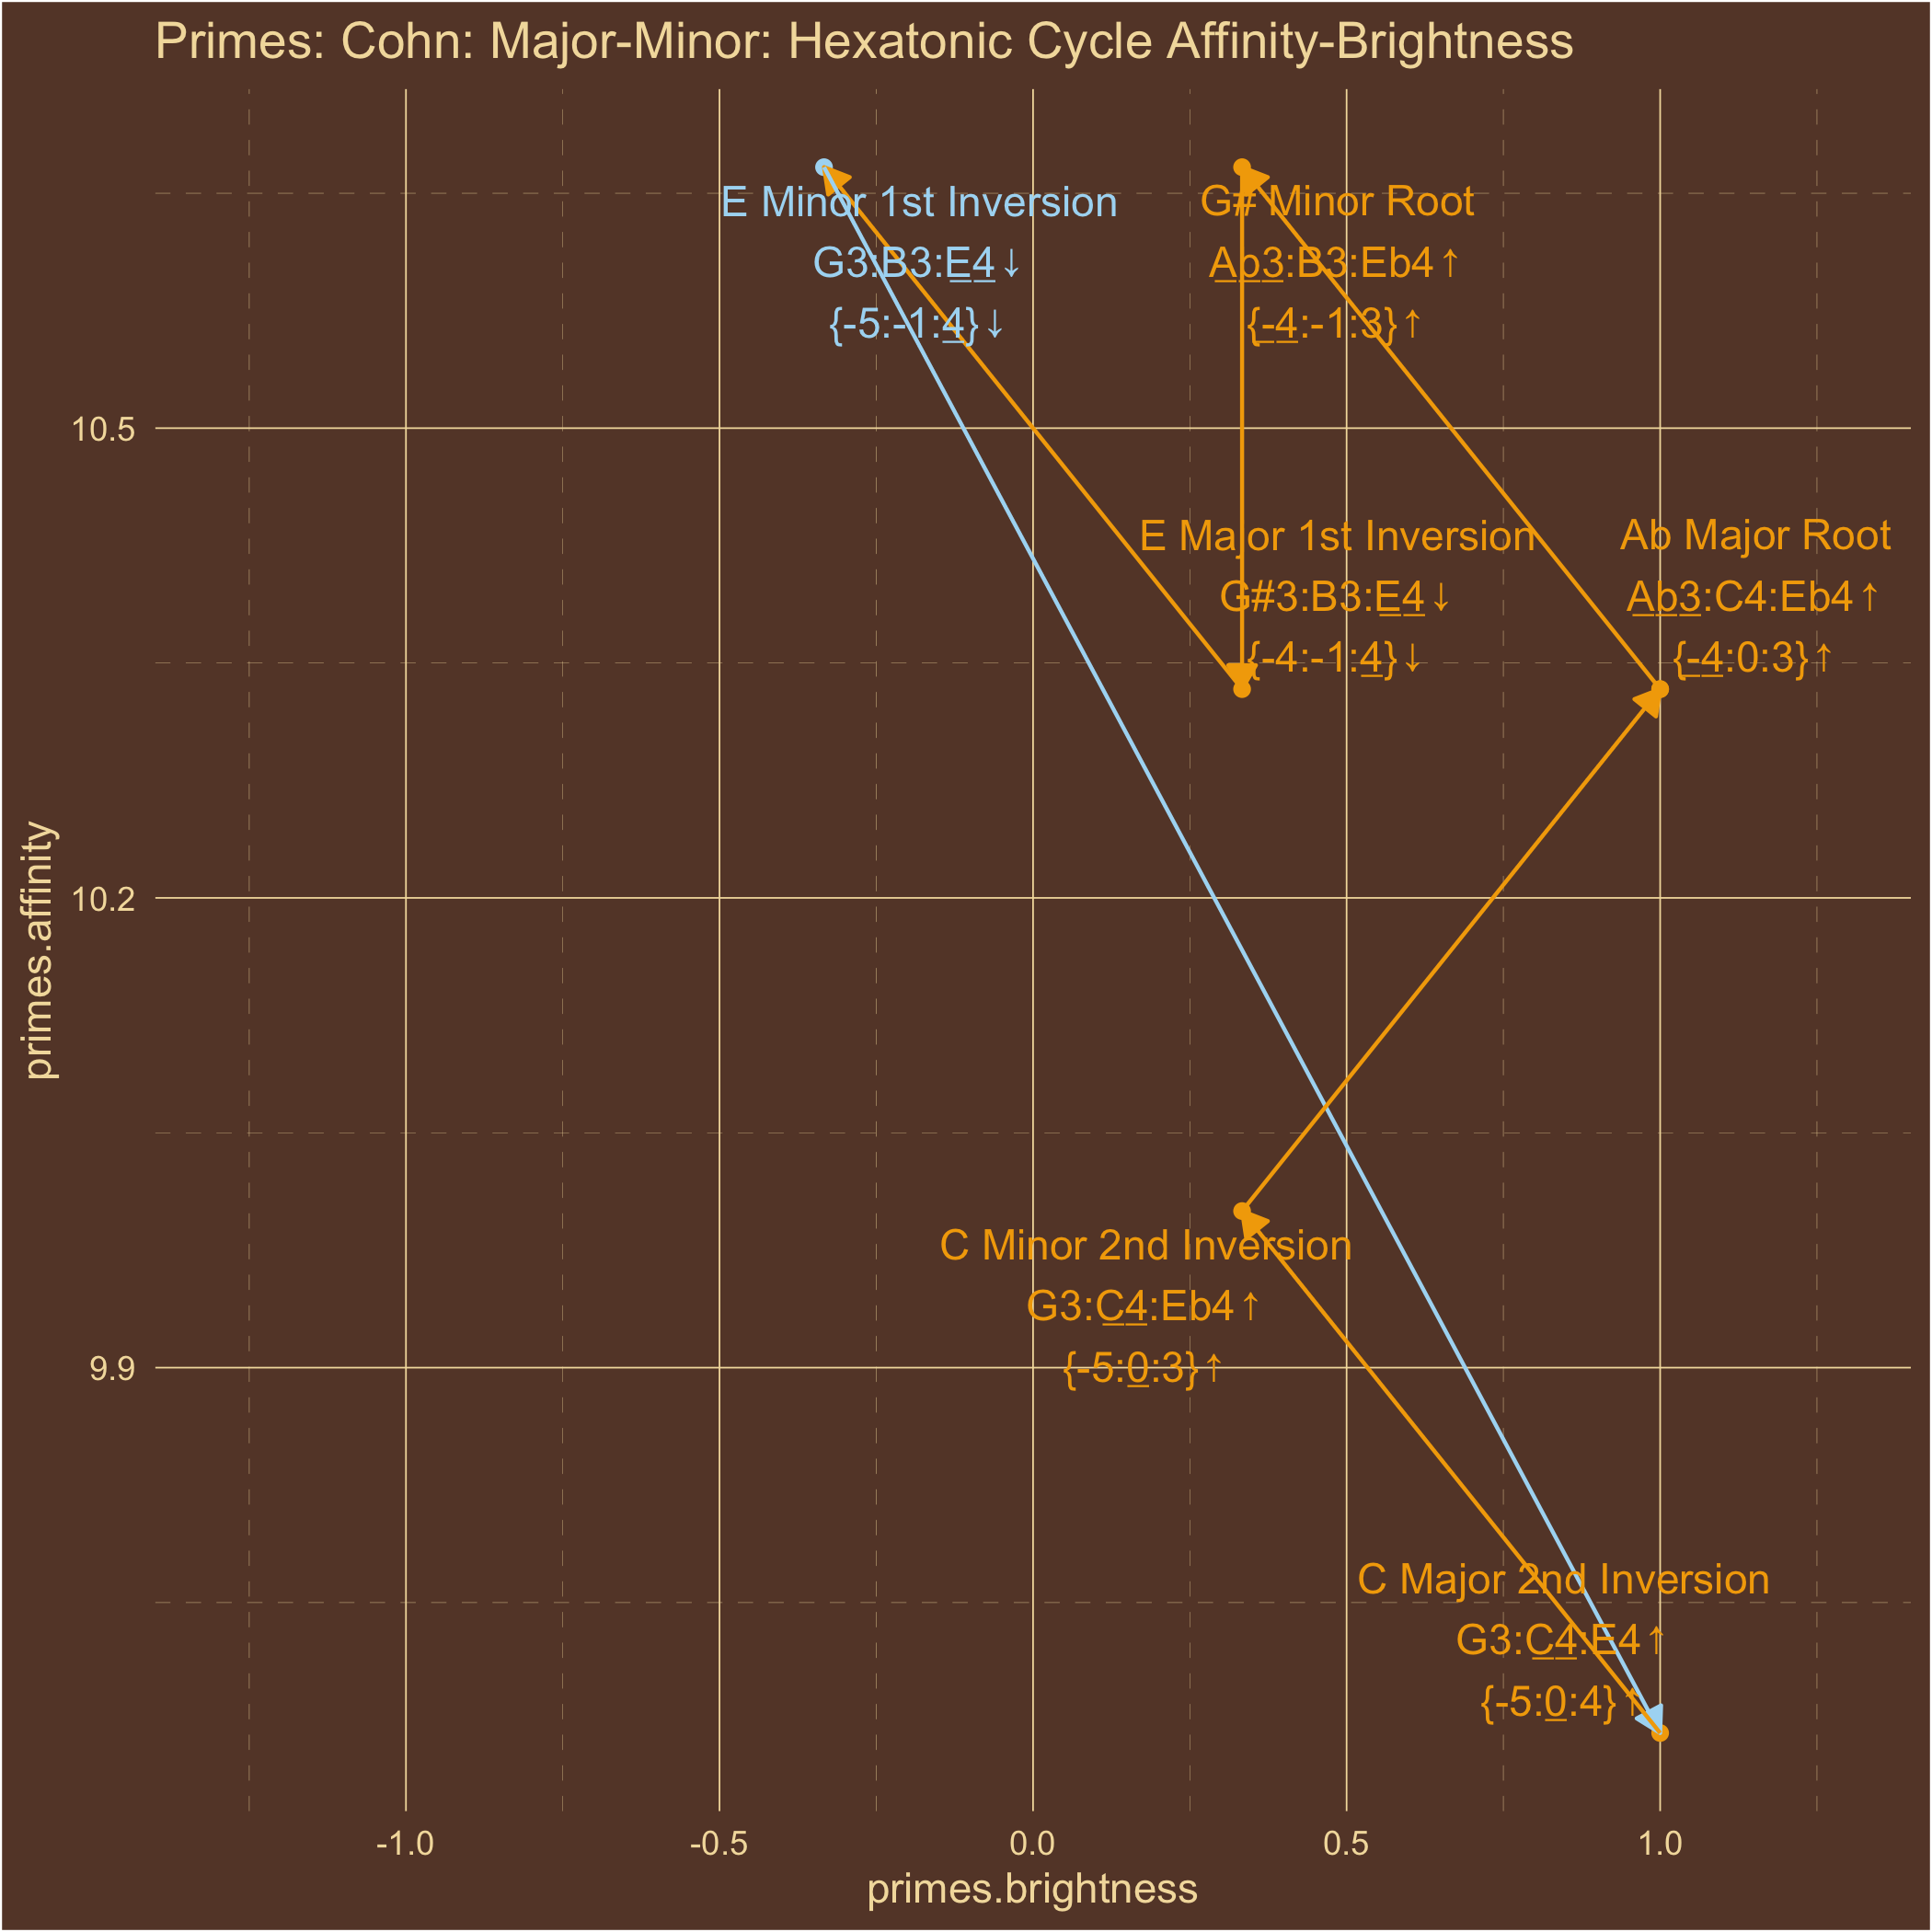 Primes: Cohn: Major-Minor: Hexatonic Cycle Affinity-Brightness
E Minor 1st Inversion
G3:B3:E4↓
{-5:-1:4}↓
G# Minor Root
Ab3:B3:Eb4↑
{-4:-1:3}↑
10.5
E Major 1st Inversion
G#3:B3:E4↓
{-4:-1:4}↓
Ab Major Root
Ab3:C4:Eb4↑
{-4:0:3}↑
primes.affinity
10.2
C Minor 2nd Inversion
G3:C4:Eb4↑
{-5:0:3}↑
9.9
C Major 2nd Inversion
G3:C4:E4↑
{-5:0:4}↑
-1.0 -0.5 0.0 0.5 1.0
primes.brightness